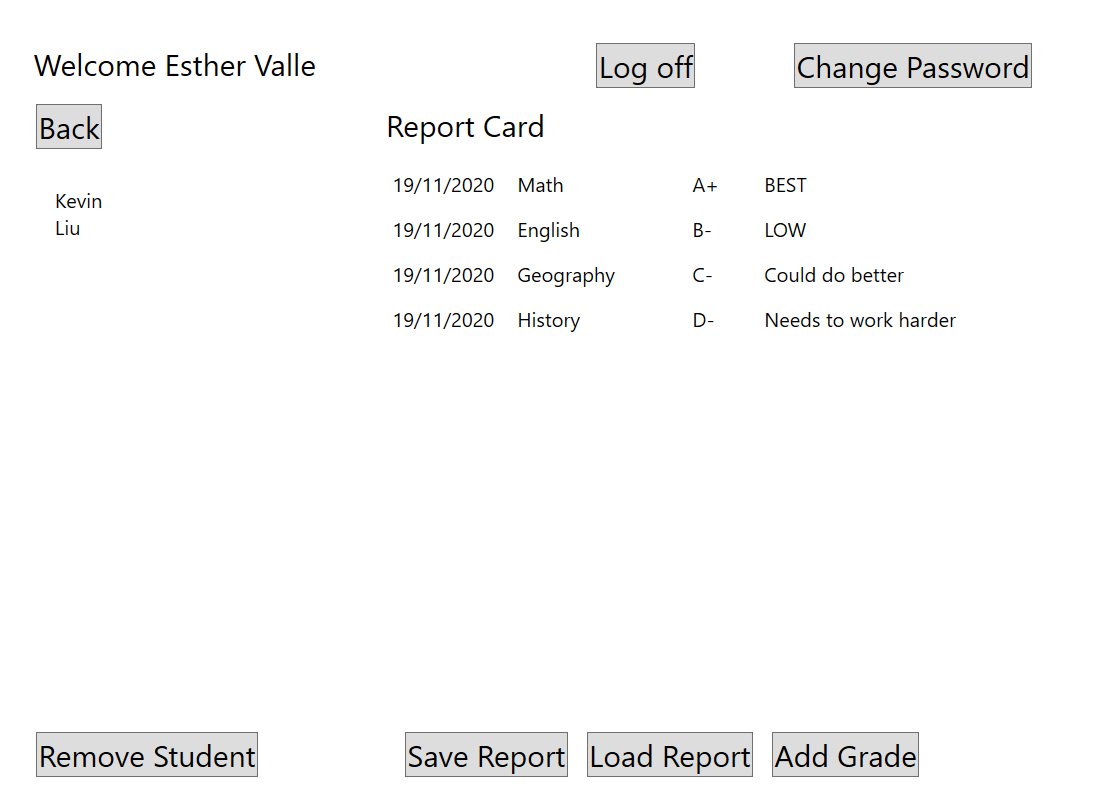 Welcome Esther Valle
Log off
Change Password
Back
Report Card
Kevin
Liu
19/11/2020 Math A+ BEST
19/11/2020 English B- LOW
19/11/2020 Geography C- Could do better
19/11/2020 History D- Needs to work harder
Remove Student
Save Report
Load Report
Add Grade